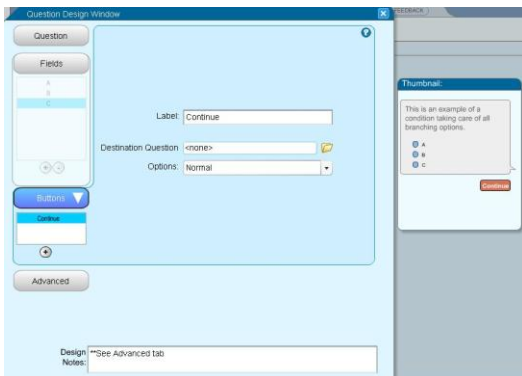 Question Design Window
FEEDBACK
Question
Fields
A
B
C
Label: Continue
Destination Question <none>
Options: Normal
Buttons
Continue
Advanced
Design Notes: **See Advanced tab
Thumbnail:
This is an example of a
condition taking care of all
branching options.
A
B
C
Continue